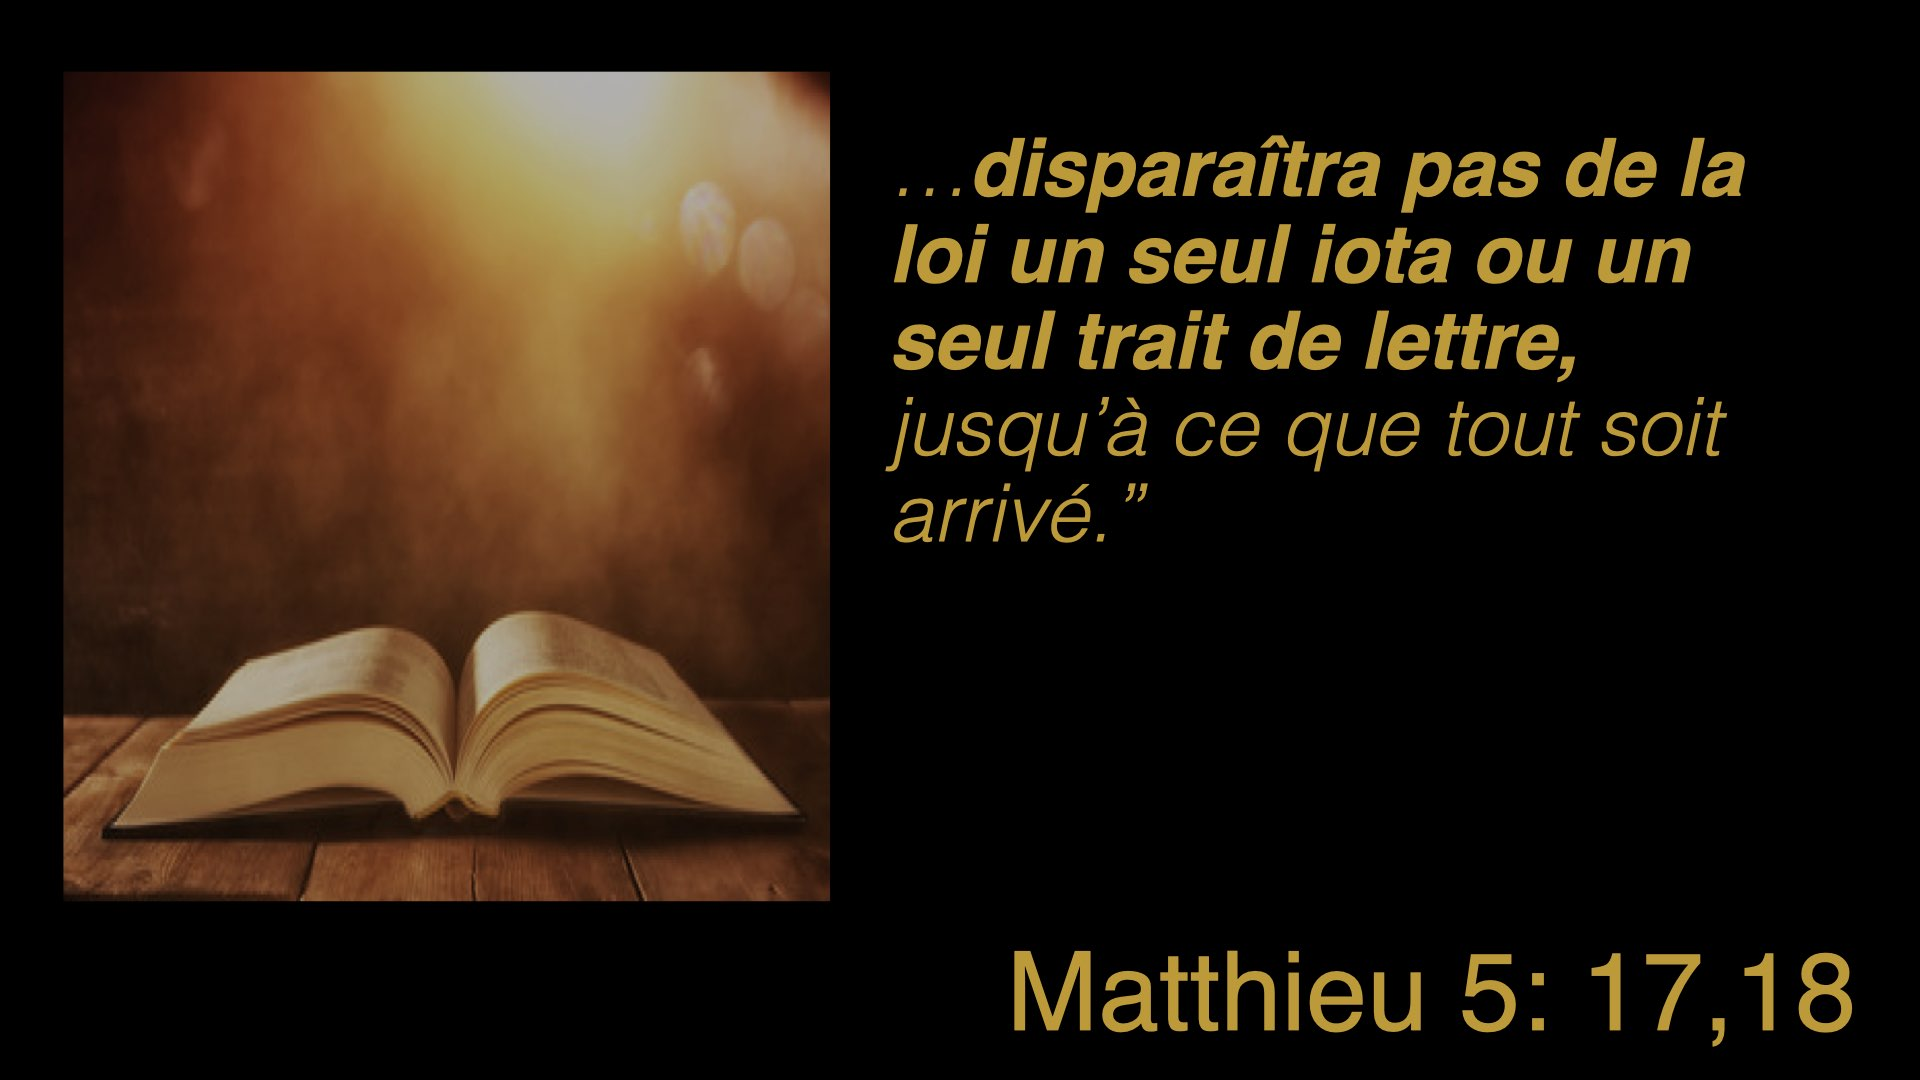 …disparaîtra pas de la
loi un seul iota ou un
seul trait de lettre,
jusqu’à ce que tout soit
arrivé.”
Matthieu 5: 17,18